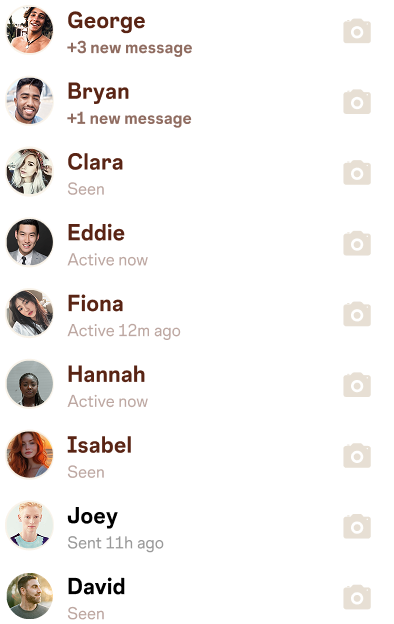 George
+3 new message
Bryan
+1 new message
Clara
Seen
Eddie
Active now
Fiona
Active 12m ago
Hannah
Active now
Isabel
Seen
Joey
Sent 11h ago
David
Seen